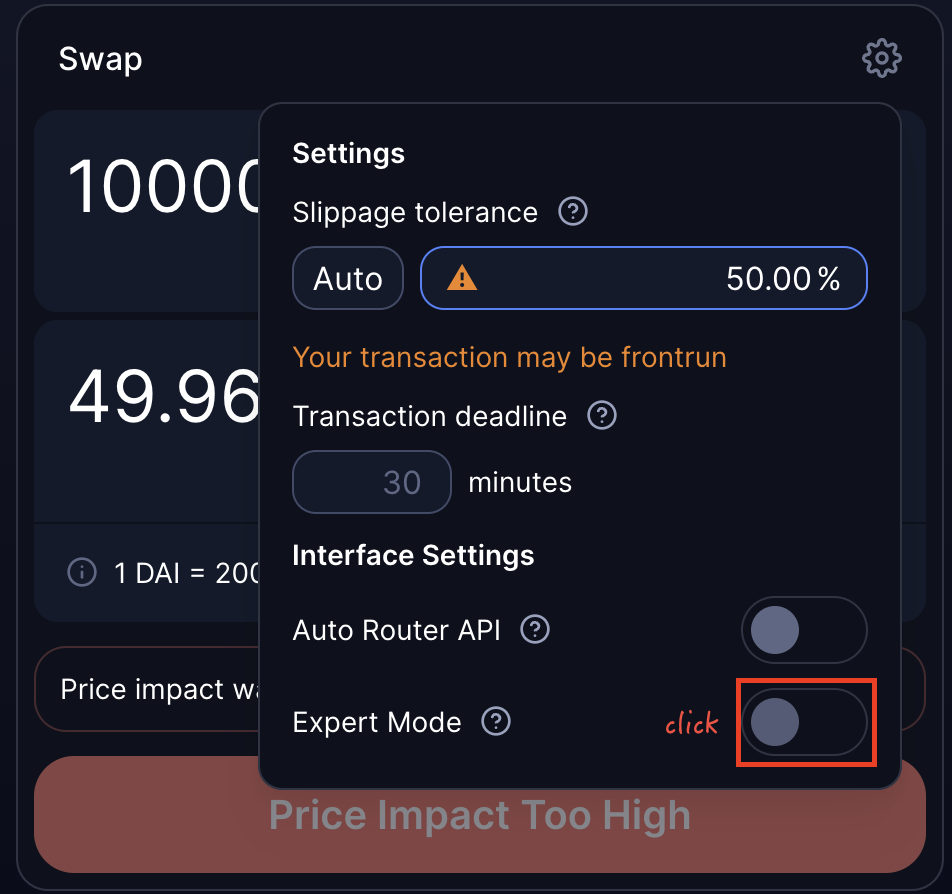 Swap
10000
Settings
Slippage tolerance
Auto
50.00%
Your transaction may be frontrun
49.96
Transaction deadline
30 minutes
Interface Settings
1 DAI = 200
Auto Router API
Price impact wa
Expert Mode
click
Price Impact Too High